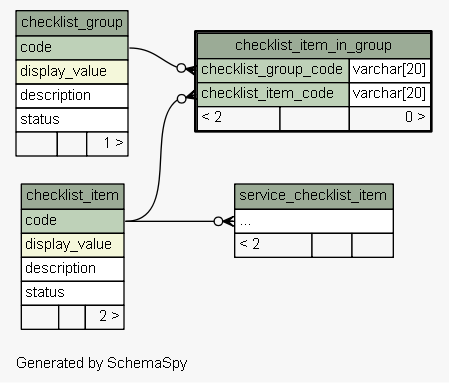 checklist_group
code
display_value
description
status
1 >
checklist_item_in_group
checklist_group_code varchar[20]
checklist_item_code varchar[20]
< 2 0 >
checklist_item
code
display_value
description
status
2 >
service_checklist_item
...
< 2
Generated by SchemaSpy